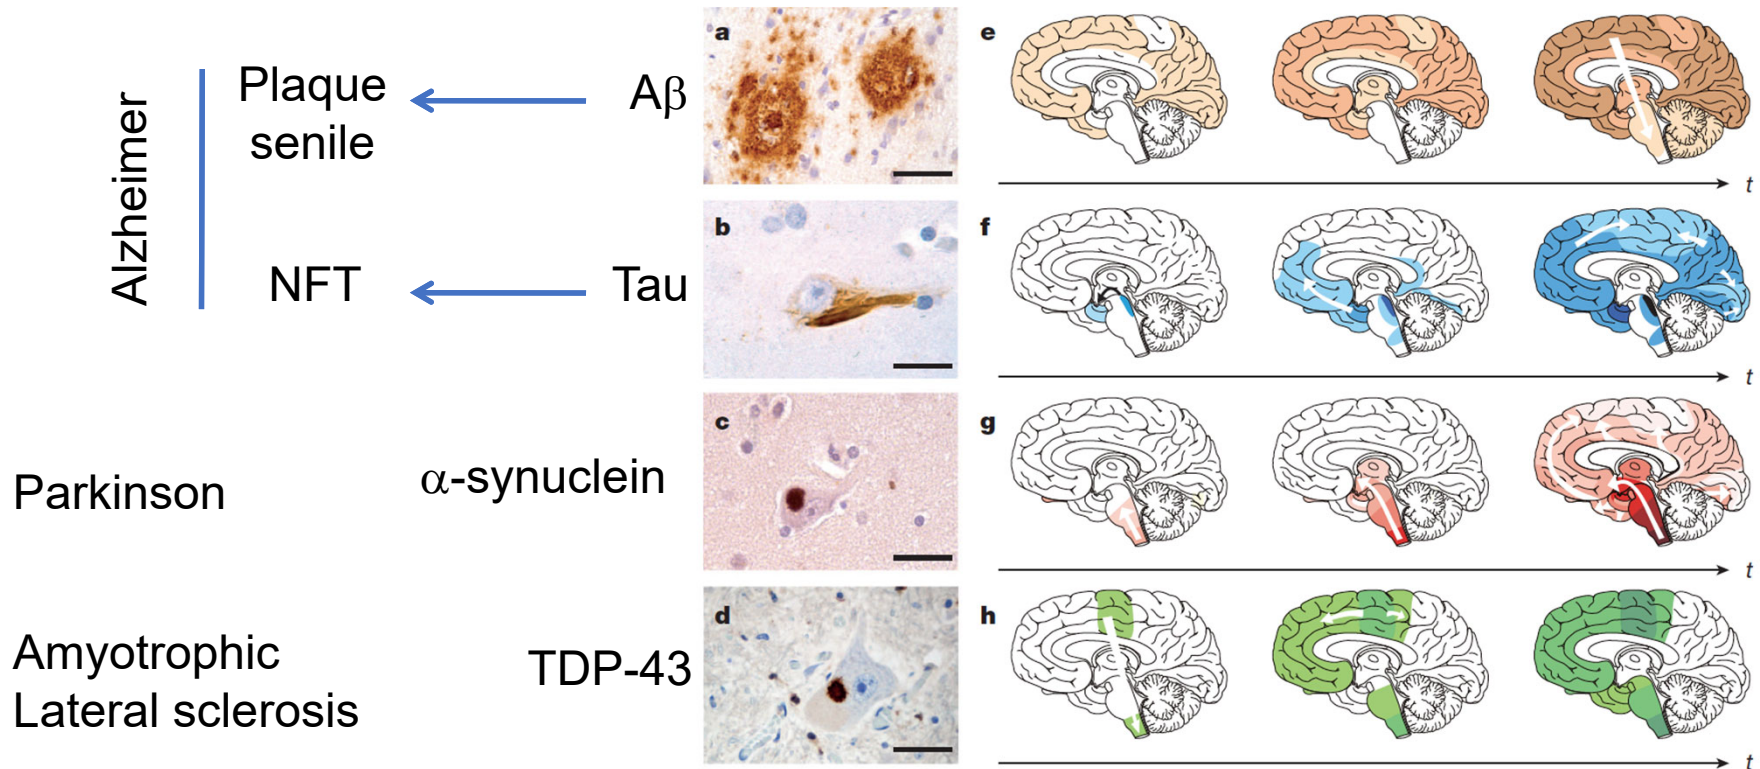 Alzheimer
Plaque
senile
Aβ
a
e
t
NFT
Tau
b
f
t
Parkinson
α-synuclein
c
g
t
Amyotrophic
Lateral sclerosis
TDP-43
d
h
t